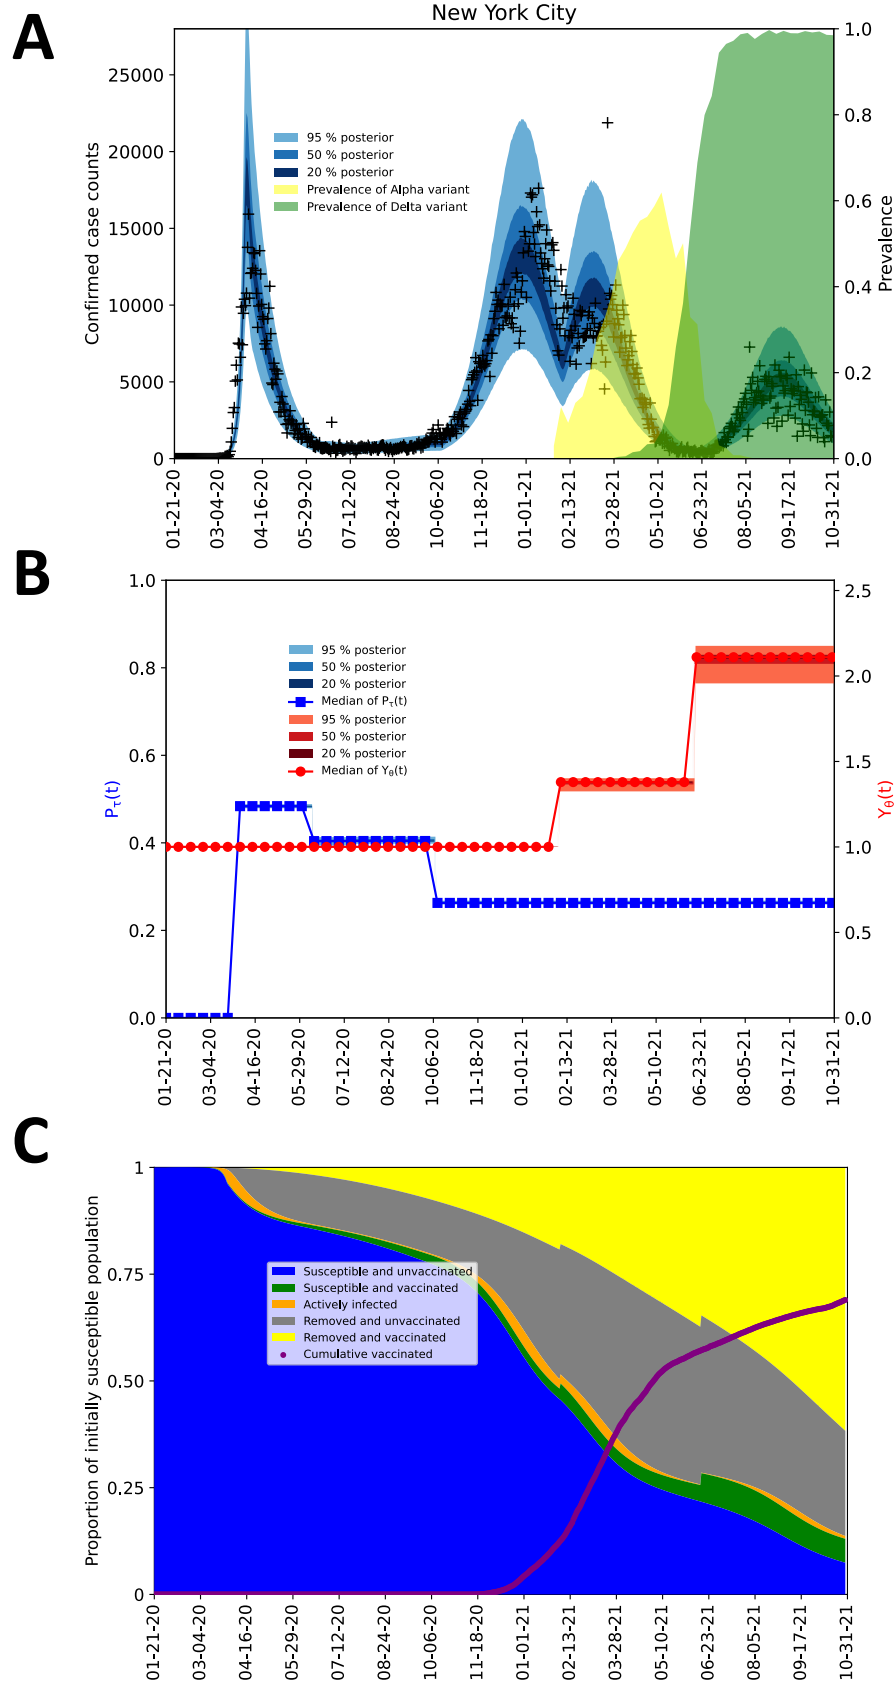 A
New York City
Confirmed case counts
25000
20000
15000
10000
5000
0
95 % posterior
50 % posterior
20 % posterior
Prevalence of Alpha variant
Prevalence of Delta variant
1.0
0.8
0.6
0.4
0.2
0.0
Prevalence
01-21-20
03-04-20
04-16-20
05-29-20
07-12-20
08-24-20
10-06-20
11-18-20
01-01-21
02-13-21
03-28-21
05-10-21
06-23-21
08-05-21
09-17-21
10-31-21
B
Pτ(t)
1.0
0.8
0.6
0.4
0.2
0.0
95 % posterior
50 % posterior
20 % posterior
Median of Pτ(t)
95 % posterior
50 % posterior
20 % posterior
Median of Yθ(t)
2.5
2.0
1.5
1.0
0.5
0.0
Yθ(t)
01-21-20
03-04-20
04-16-20
05-29-20
07-12-20
08-24-20
10-06-20
11-18-20
01-01-21
02-13-21
03-28-21
05-10-21
06-23-21
08-05-21
09-17-21
10-31-21
C
Proportion of initially susceptible population
1
0.75
0.50
0.25
0
Susceptible and unvaccinated
Susceptible and vaccinated
Actively infected
Removed and unvaccinated
Removed and vaccinated
Cumulative vaccinated
01-21-20
03-04-20
04-16-20
05-29-20
07-12-20
08-24-20
10-06-20
11-18-20
01-01-21
02-13-21
03-28-21
05-10-21
06-23-21
08-05-21
09-17-21
10-31-21